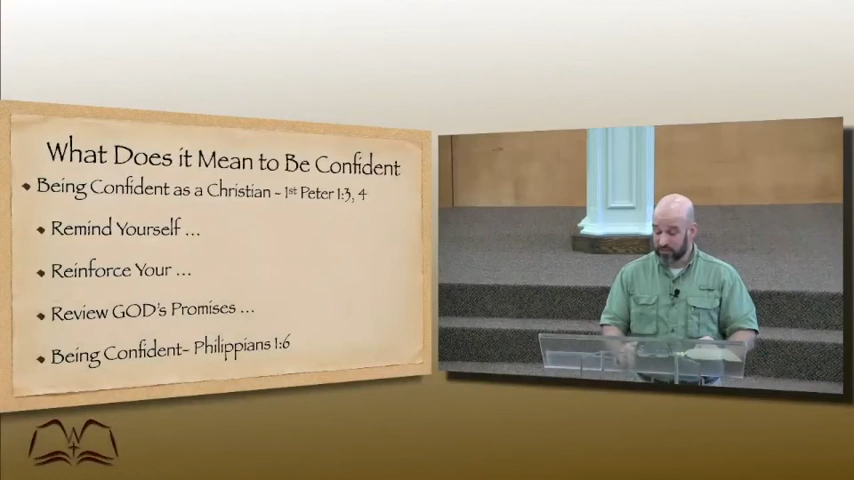 What Does it Mean to Be Confident
Being Confident as a Christian - 1st Peter 1:3, 4
Remind Yourself ...
Reinforce Your ...
Review GOD's Promises ...
Being Confident- Philippians 1:6
W